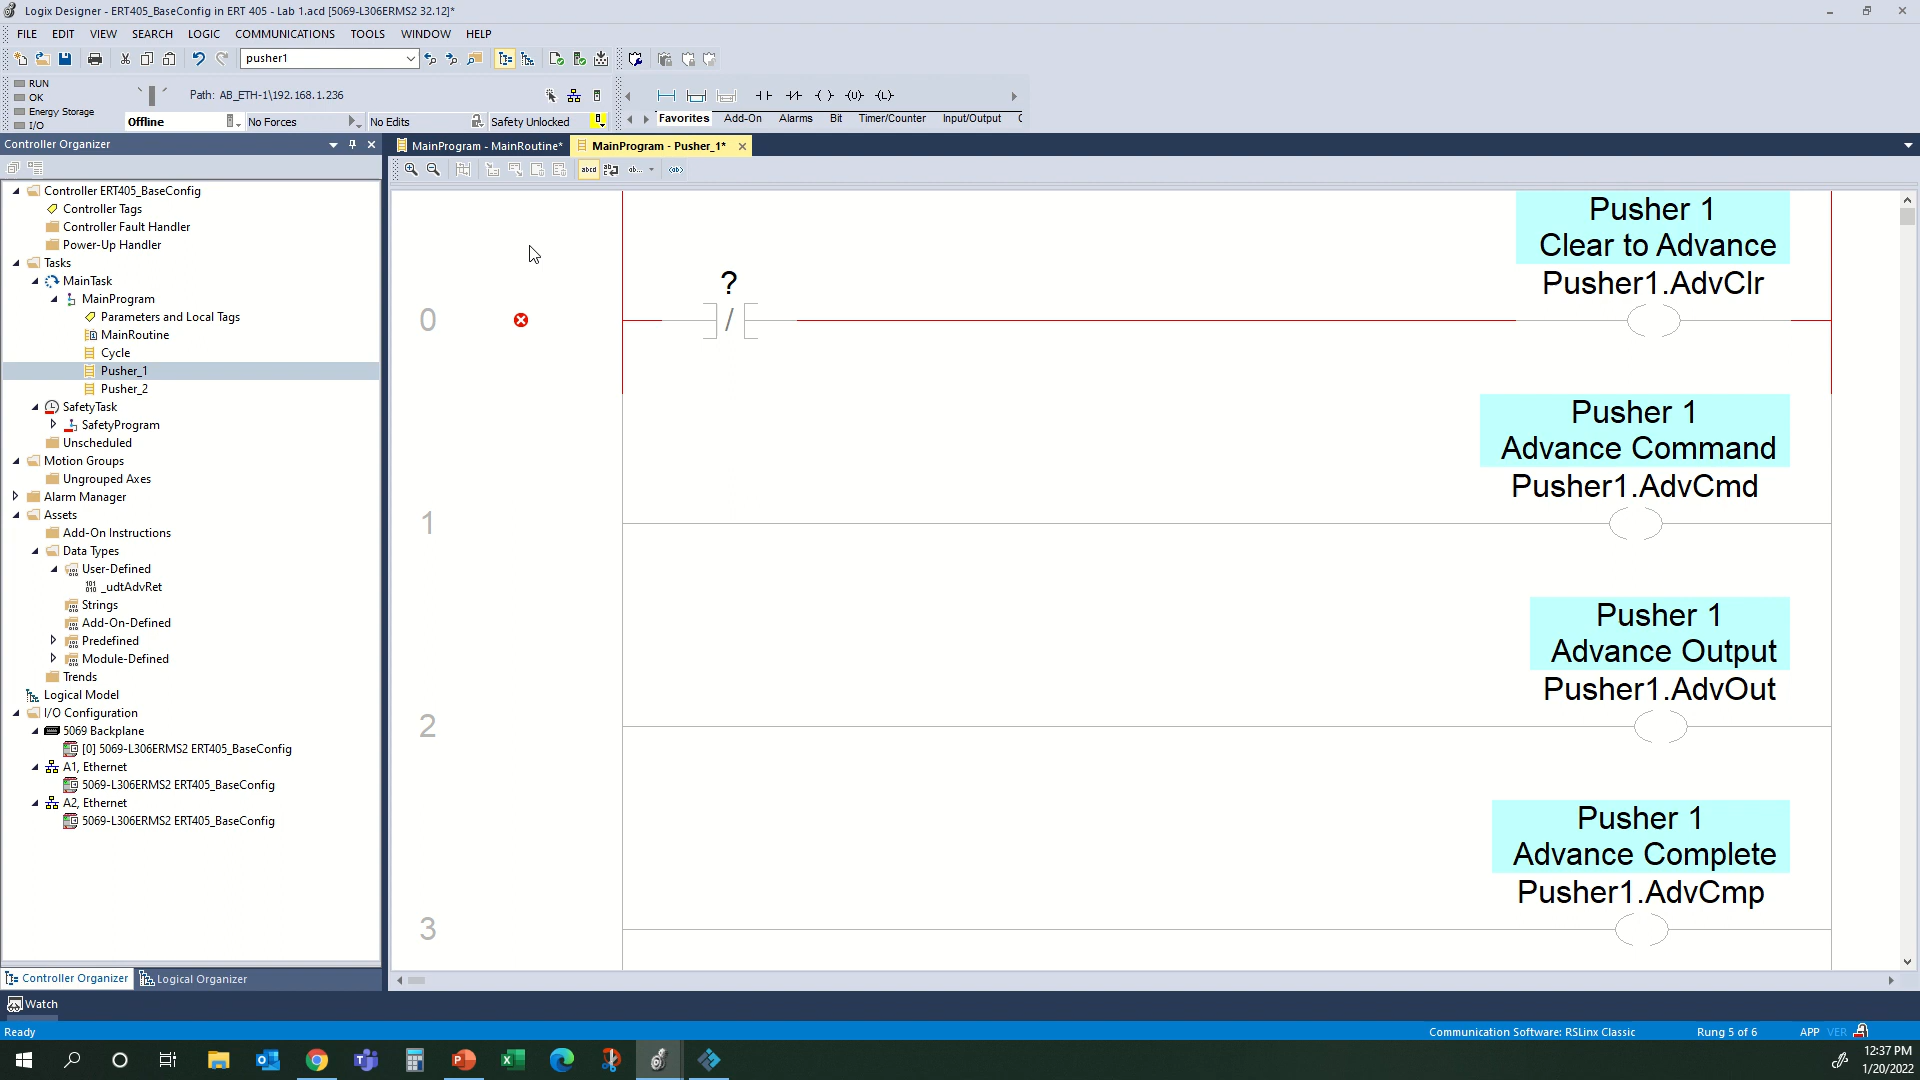 Logix Designer - ERT405_BaseConfig in ERT 405 - Lab 1.acd [5069-L306ERMS2 32.12]*
FILE EDIT VIEW SEARCH LOGIC COMMUNICATIONS TOOLS WINDOW HELP
pusher1
RUN
OK
Energy Storage
I/O
Path: AB_ETH-1\192.168.1.236
Offline No Forces No Edits Safety Unlocked
Favorites Add-On Alarms Bit Timer/Counter Input/Output
Controller Organizer
MainProgram - MainRoutine*
MainProgram - Pusher_1*
Controller ERT405_BaseConfig
Controller Tags
Controller Fault Handler
Power-Up Handler
Tasks
MainTask
MainProgram
Parameters and Local Tags
MainRoutine
Cycle
Pusher_1
Pusher_2
SafetyTask
SafetyProgram
Unscheduled
Motion Groups
Ungrouped Axes
Alarm Manager
Assets
Add-On Instructions
Data Types
User-Defined
_udtAdvRet
Strings
Add-On-Defined
Predefined
Module-Defined
Trends
Logical Model
I/O Configuration
5069 Backplane
[0] 5069-L306ERMS2 ERT405_BaseConfig
A1, Ethernet
5069-L306ERMS2 ERT405_BaseConfig
A2, Ethernet
5069-L306ERMS2 ERT405_BaseConfig
Controller Organizer
Logical Organizer
Pusher 1
Clear to Advance
Pusher1.AdvClr
?
0
Pusher 1
Advance Command
Pusher1.AdvCmd
1
Pusher 1
Advance Output
Pusher1.AdvOut
2
Pusher 1
Advance Complete
Pusher1.AdvCmp
3
Watch
Ready
Communication Software: RSLinx Classic
Rung 5 of 6
APP VER
12:37 PM
1/20/2022